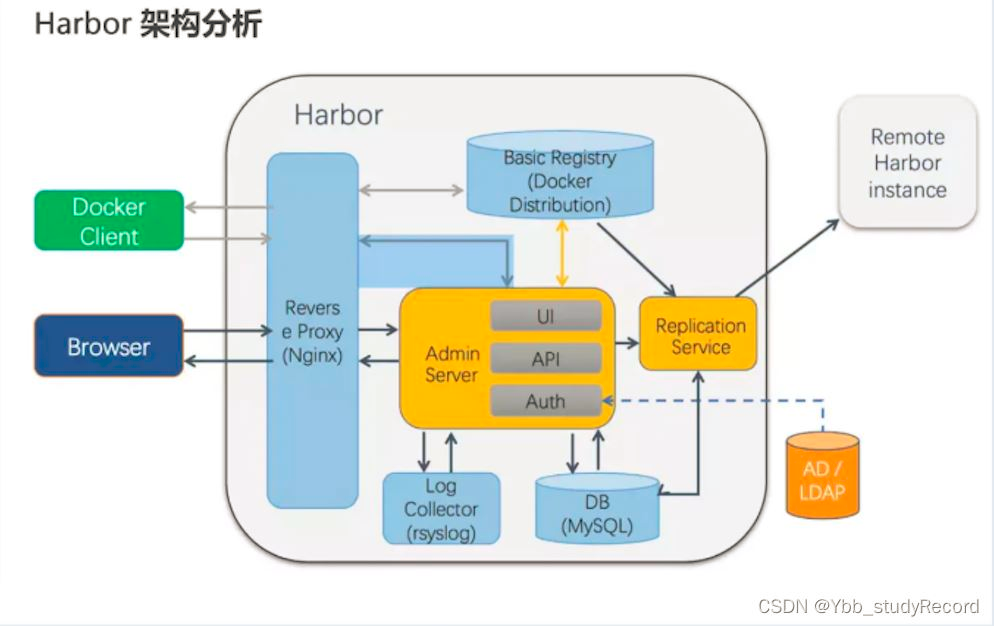 Harbor 架构分析
Harbor
Docker
Client
Browser
Revers
e Proxy
(Nginx)
Basic Registry
(Docker
Distribution)
Remote
Harbor
instance
Admin
Server
UI
API
Auth
Replication
Service
Log
Collector
(rsyslog)
DB
(MySQL)
AD /
LDAP
CSDN @Ybb_studyRecord